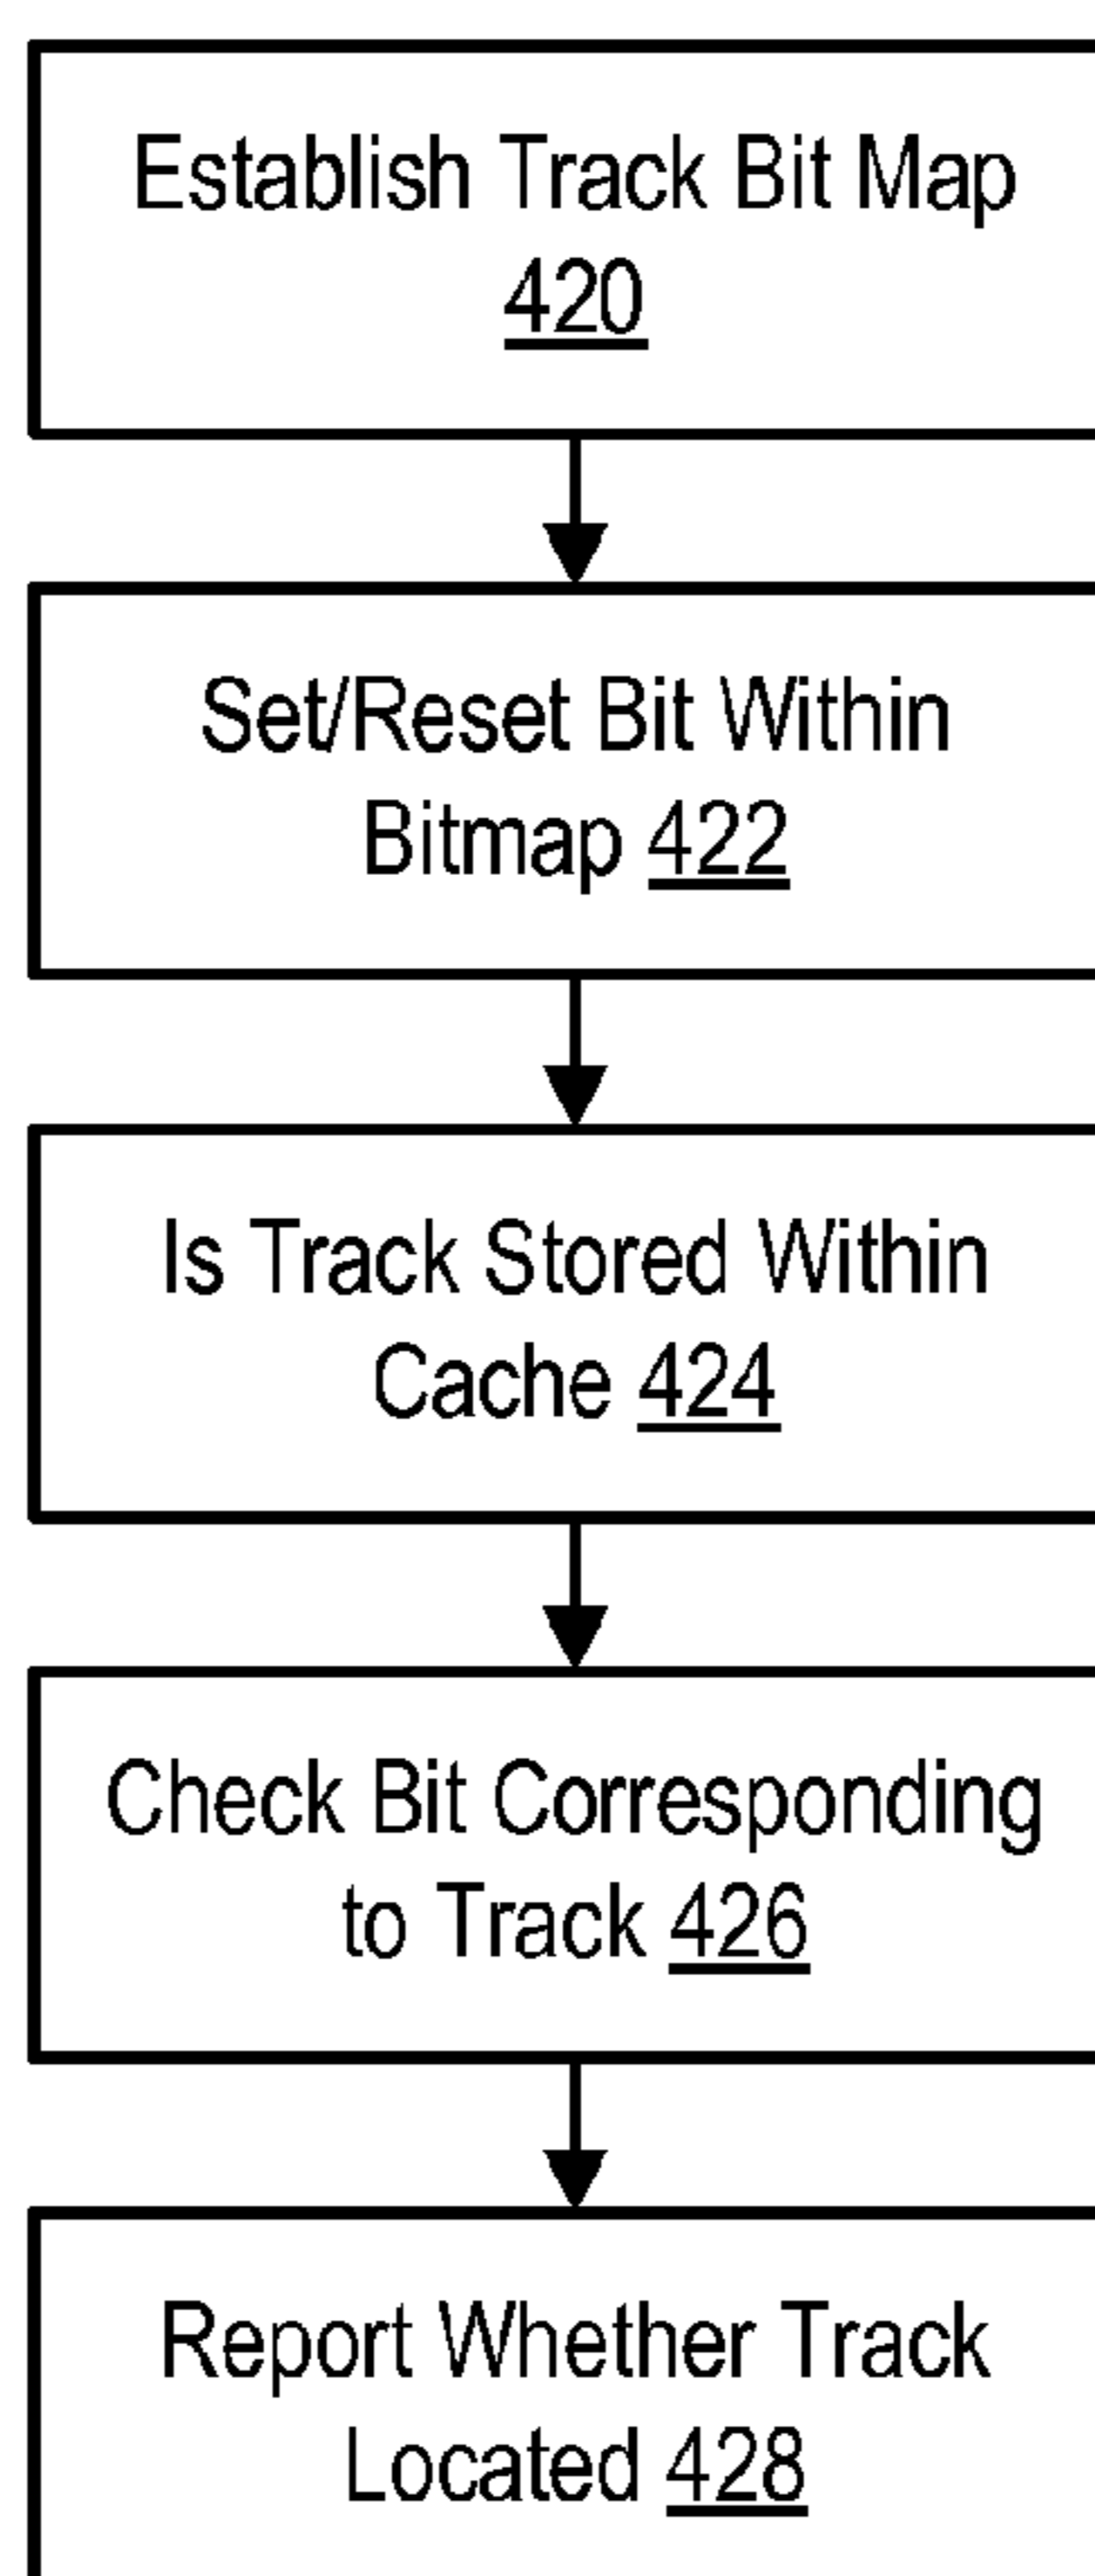 Establish Track Bit Map
420
Set/Reset Bit Within
Bitmap 422
Is Track Stored Within
Cache 424
Check Bit Corresponding
to Track 426
Report Whether Track
Located 428